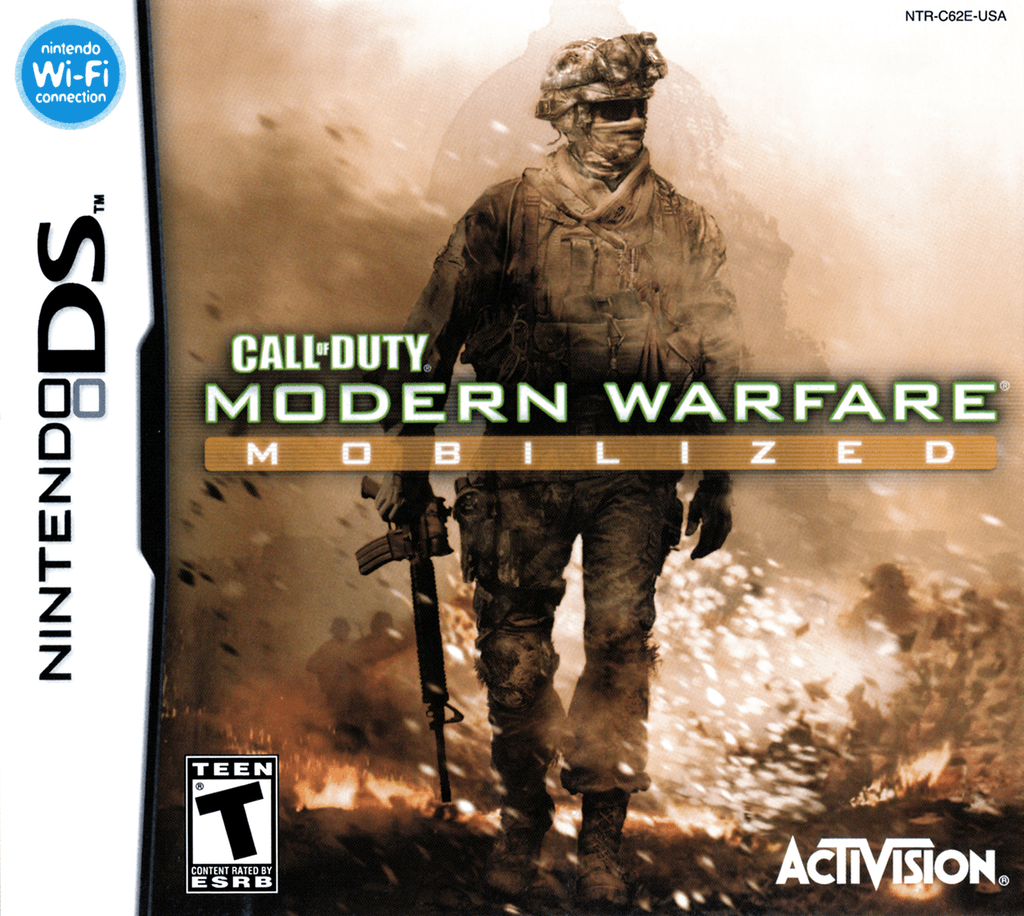 NTR-C62E-USA
nintendo
Wi-Fi
connection
NINTENDO DS™
CALL OF DUTY®
MODERN WARFARE®
MOBILIZED
TEEN
T®
CONTENT RATED BY
ESRB
ACTIVISION®